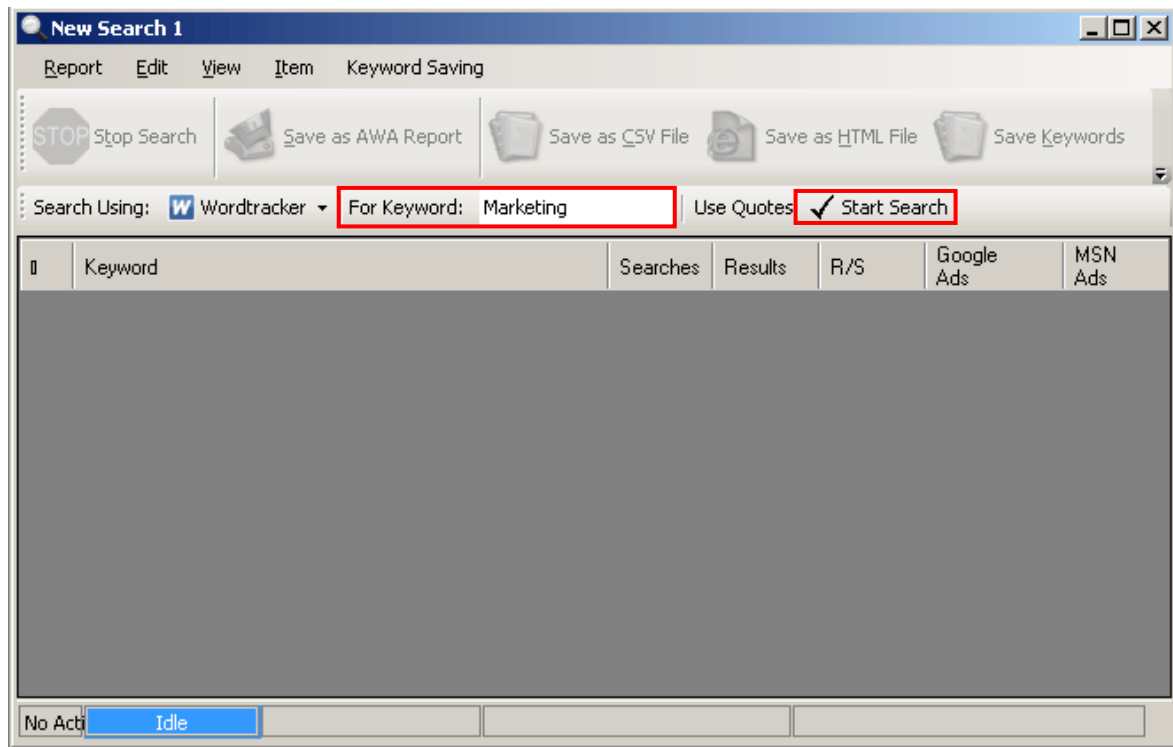 New Search 1
Report Edit View Item Keyword Saving
STOP Stop Search Save as AWA Report Save as CSV File Save as HTML File Save Keywords
Search Using: W Wordtracker For Keyword: Marketing Use Quotes Start Search
Keyword Searches Results R/S Google Ads MSN Ads
No Acti Idle